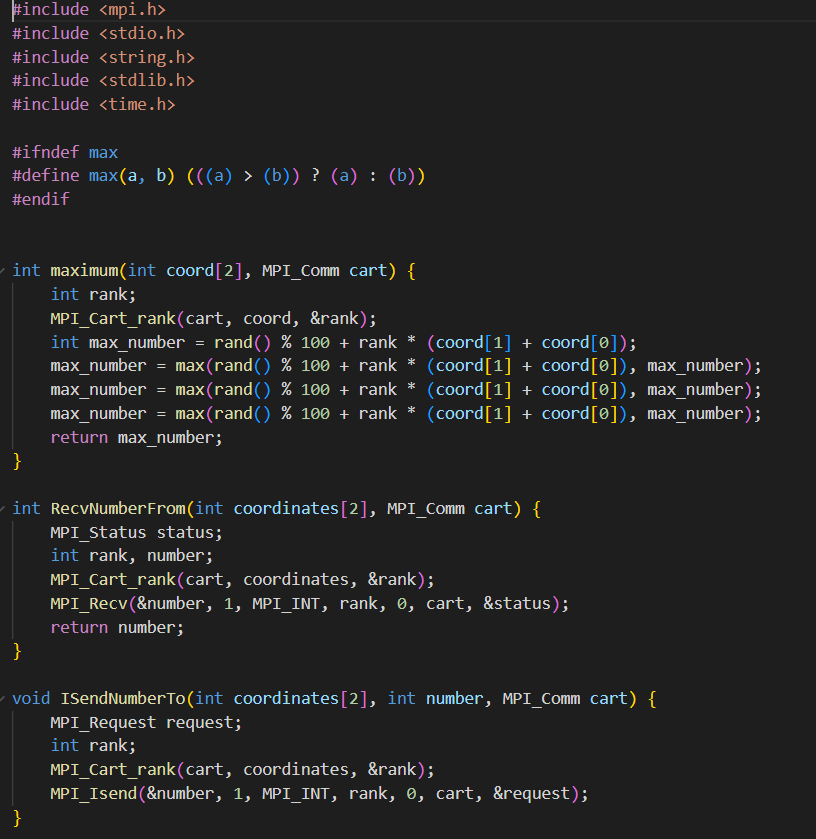 #include <mpi.h>
#include <stdio.h>
#include <string.h>
#include <stdlib.h>
#include <time.h>

#ifndef max
#define max(a, b) (((a) > (b)) ? (a) : (b))
#endif


int maximum(int coord[2], MPI_Comm cart) {
    int rank;
    MPI_Cart_rank(cart, coord, &rank);
    int max_number = rand() % 100 + rank * (coord[1] + coord[0]);
    max_number = max(rand() % 100 + rank * (coord[1] + coord[0]), max_number);
    max_number = max(rand() % 100 + rank * (coord[1] + coord[0]), max_number);
    max_number = max(rand() % 100 + rank * (coord[1] + coord[0]), max_number);
    return max_number;
}

int RecvNumberFrom(int coordinates[2], MPI_Comm cart) {
    MPI_Status status;
    int rank, number;
    MPI_Cart_rank(cart, coordinates, &rank);
    MPI_Recv(&number, 1, MPI_INT, rank, 0, cart, &status);
    return number;
}

void ISendNumberTo(int coordinates[2], int number, MPI_Comm cart) {
    MPI_Request request;
    int rank;
    MPI_Cart_rank(cart, coordinates, &rank);
    MPI_Isend(&number, 1, MPI_INT, rank, 0, cart, &request);
}